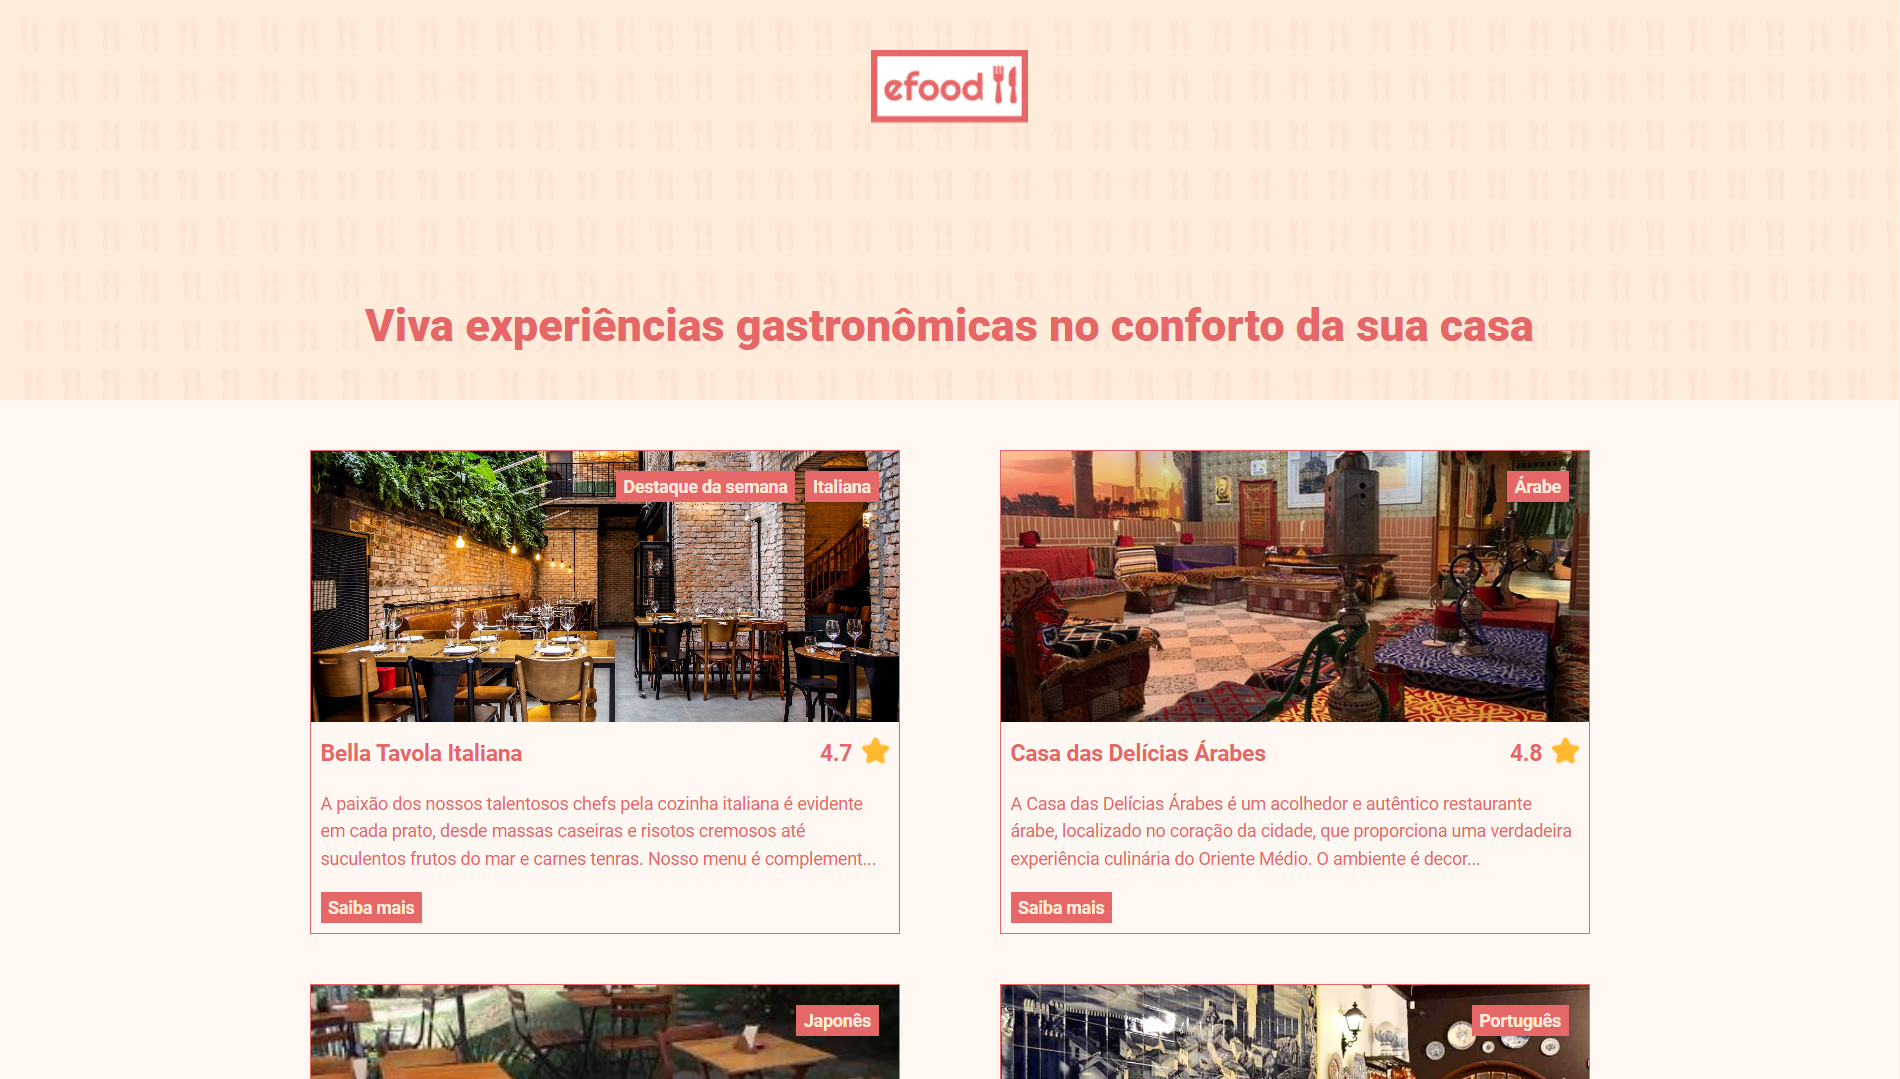 efood
Viva experiências gastronômicas no conforto da sua casa
Destaque da semana
Italiana
Bella Tavola Italiana
4.7
A paixão dos nossos talentosos chefs pela cozinha italiana é evidente
em cada prato, desde massas caseiras e risotos cremosos até
suculentos frutos do mar e carnes tenras. Nosso menu é complement...
Saiba mais
Árabe
Casa das Delícias Árabes
4.8
A Casa das Delícias Árabes é um acolhedor e autêntico restaurante
árabe, localizado no coração da cidade, que proporciona uma verdadeira
experiência culinária do Oriente Médio. O ambiente é decor...
Saiba mais
Japonês
Português